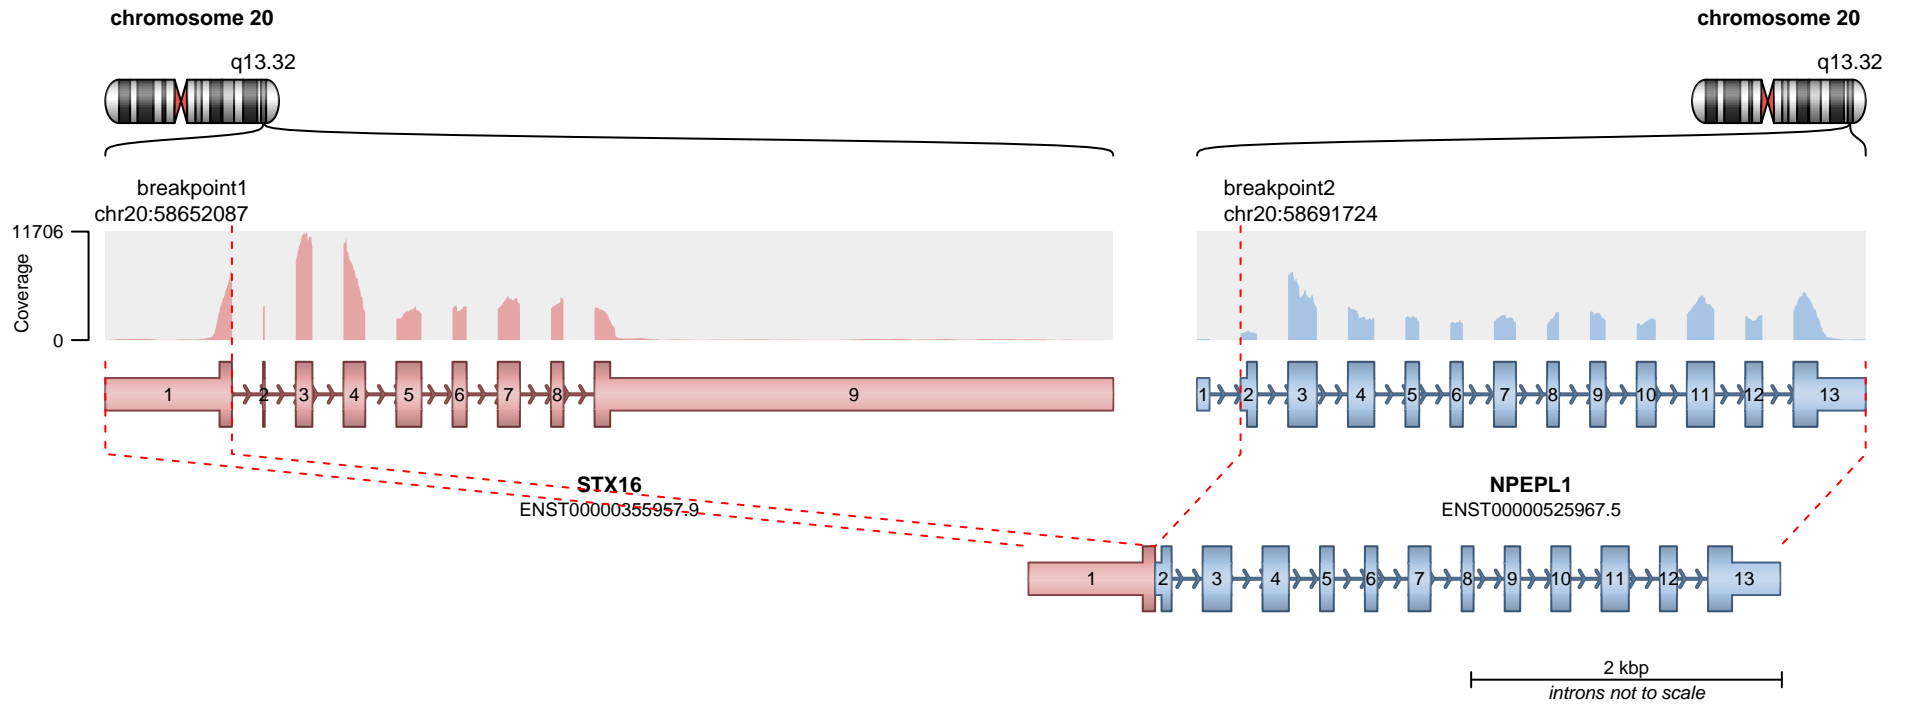 chromosome 20
chromosome 20
q13.32
q13.32
breakpoint1
chr20:58652087
breakpoint2
chr20:58691724
11706
0
Coverage
1 2 3 4 5 6 7 8 9
1 2 3 4 5 6 7 8 9 10 11 12 13
STX16
ENST00000355957.9
NPEPL1
ENST00000525967.5
1 2 3 4 5 6 7 8 9 10 11 12 13
2 kbp
introns not to scale